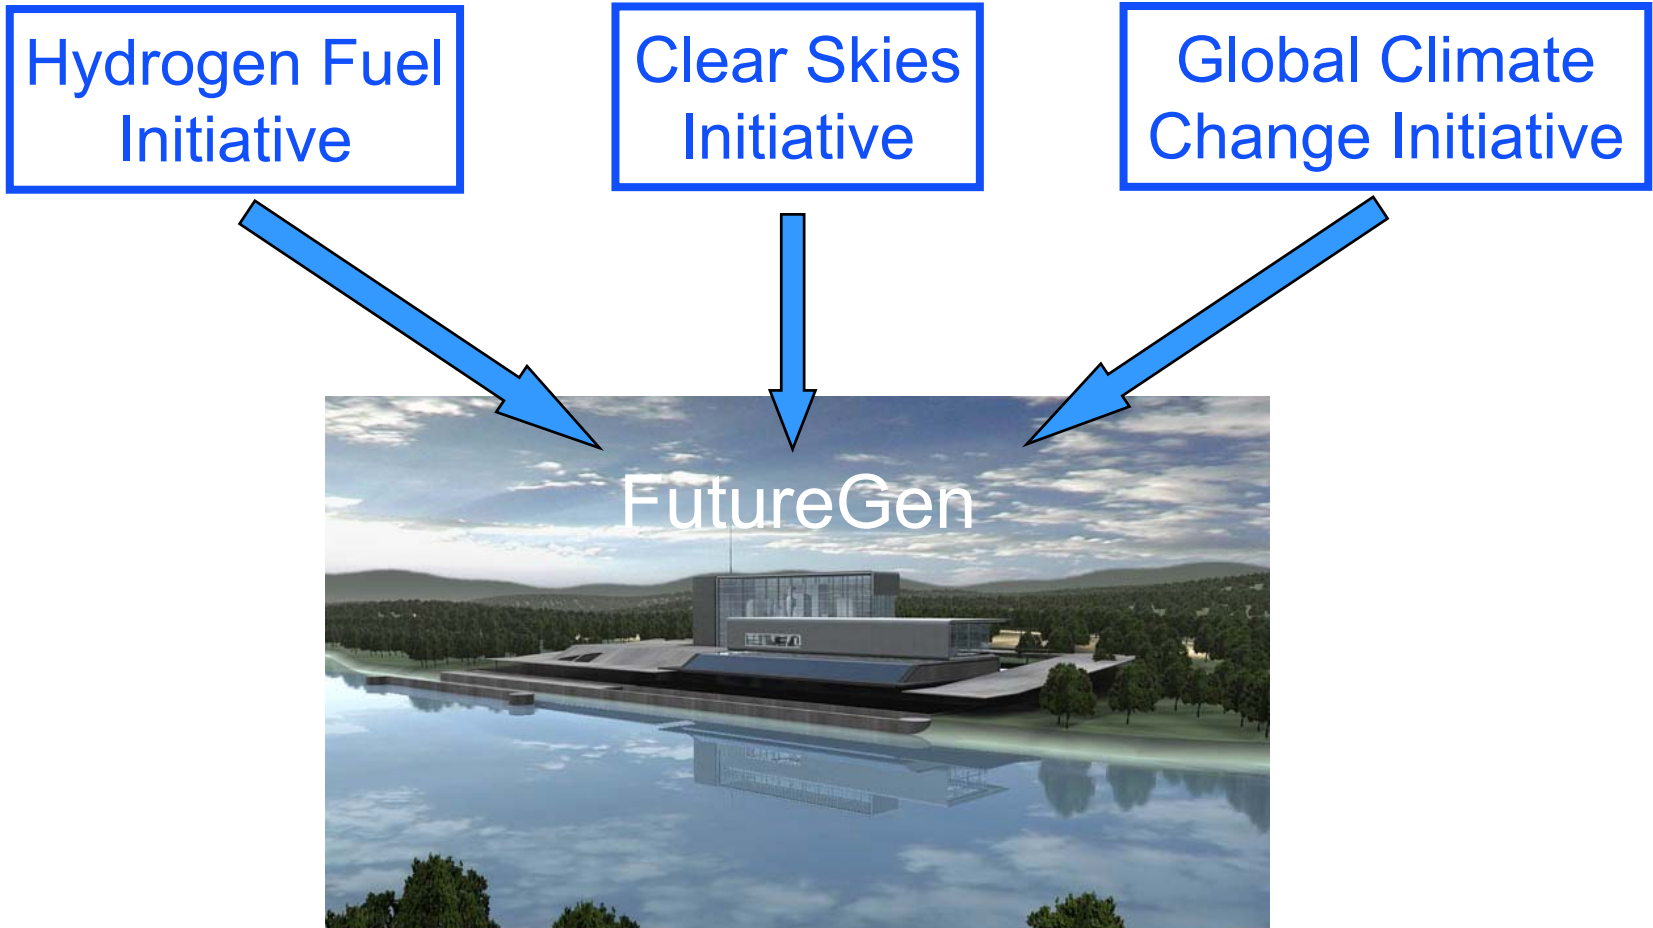 Hydrogen Fuel
Initiative
Clear Skies
Initiative
Global Climate
Change Initiative
FutureGen